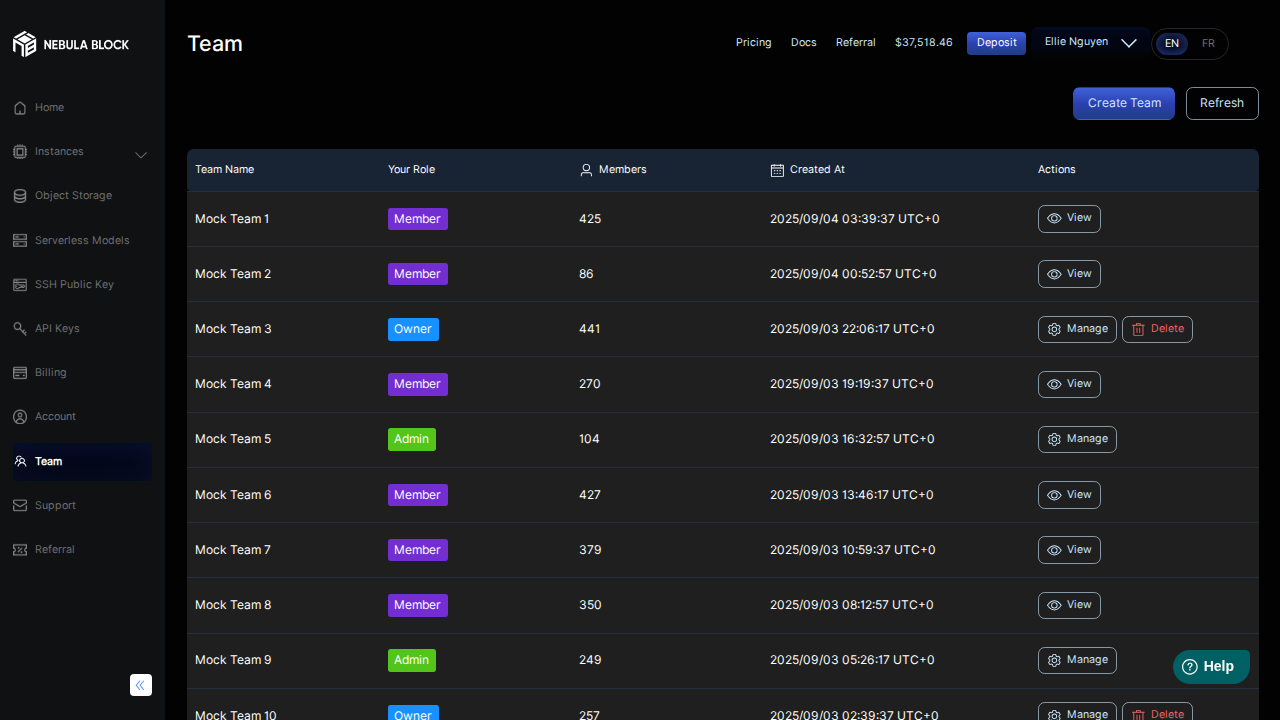 NEBULA BLOCK
Team
Pricing Docs Referral $37,518.46 Deposit Ellie Nguyen EN FR
Create Team Refresh
Home
Instances
Object Storage
Serverless Models
SSH Public Key
API Keys
Billing
Account
Team
Support
Referral
Team Name Your Role Members Created At Actions
Mock Team 1 Member 425 2025/09/04 03:39:37 UTC+0 View
Mock Team 2 Member 86 2025/09/04 00:52:57 UTC+0 View
Mock Team 3 Owner 441 2025/09/03 22:06:17 UTC+0 Manage Delete
Mock Team 4 Member 270 2025/09/03 19:19:37 UTC+0 View
Mock Team 5 Admin 104 2025/09/03 16:32:57 UTC+0 Manage
Mock Team 6 Member 427 2025/09/03 13:46:17 UTC+0 View
Mock Team 7 Member 379 2025/09/03 10:59:37 UTC+0 View
Mock Team 8 Member 350 2025/09/03 08:12:57 UTC+0 View
Mock Team 9 Admin 249 2025/09/03 05:26:17 UTC+0 Manage
Mock Team 10 Owner 257 2025/09/03 02:39:37 UTC+0 Manage Delete
Help